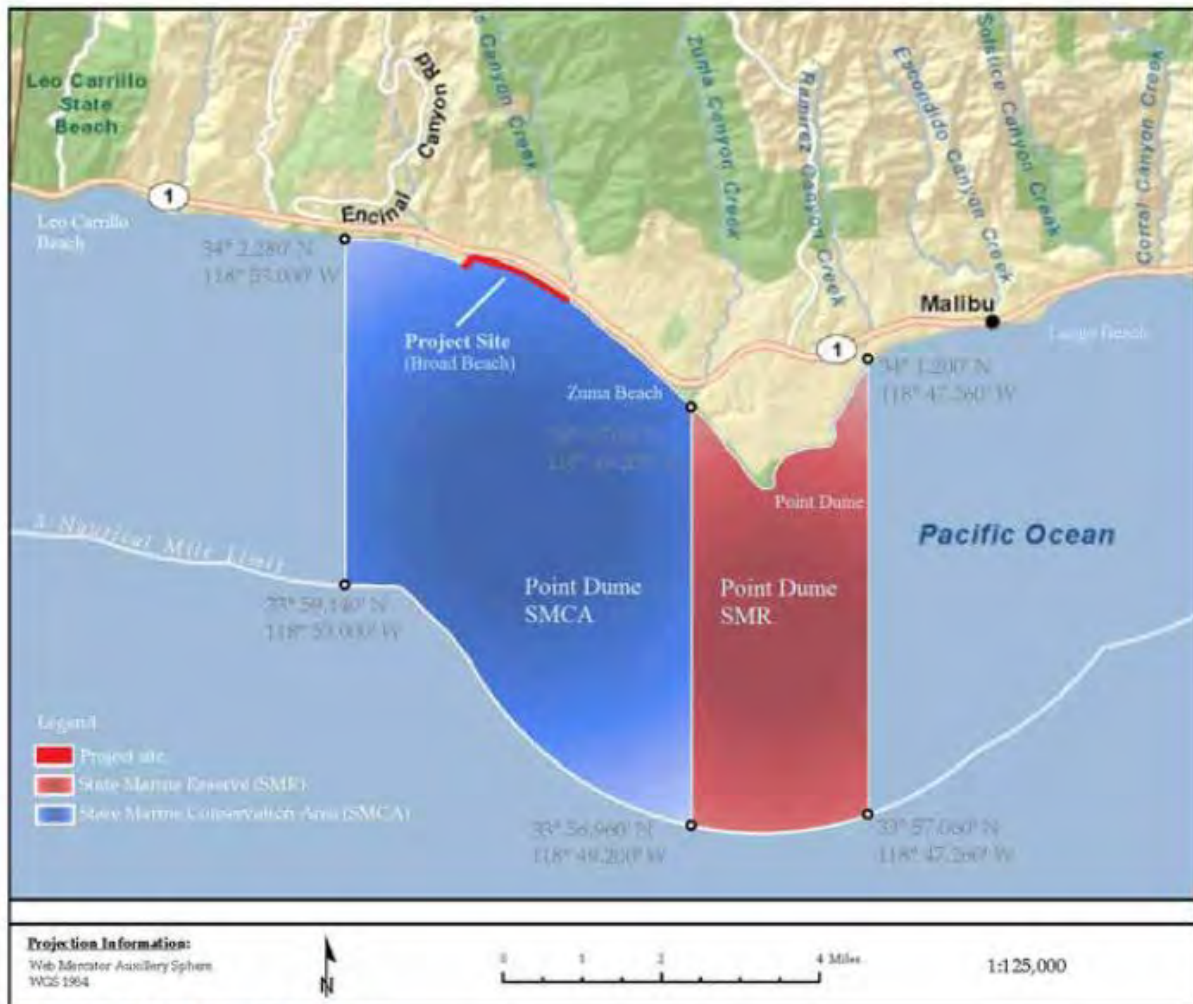 Leo Carrillo
State
Beach
Canyon Rd
Canyon Creek
Zuma Canyon Creek
Ramirez Canyon Creek
Escondido Canyon Creek
Solstice Canyon Creek
Corral Canyon Creek
1
Leo Carrillo
Beach
Encinal
34° 2.280' N
118° 53.000' W
Project Site
(Broad Beach)
Malibu
1
Zuma Beach
34° 1.200' N
118° 47.260' W
Point Dume
Pacific Ocean
3 Nautical Mile Limit
33° 59.140' N
118° 53.000' W
Point Dume
SMCA
Point Dume
SMR
Legend
Project site
State Marine Reserve (SMR)
State Marine Conservation Area (SMCA)
33° 56.960' N
118° 49.200' W
33° 57.060' N
118° 47.260' W
Projection Information:
Web Mercator Auxillery Sphere
WGS 1984
N
0 1 2 4 Miles
1:125,000